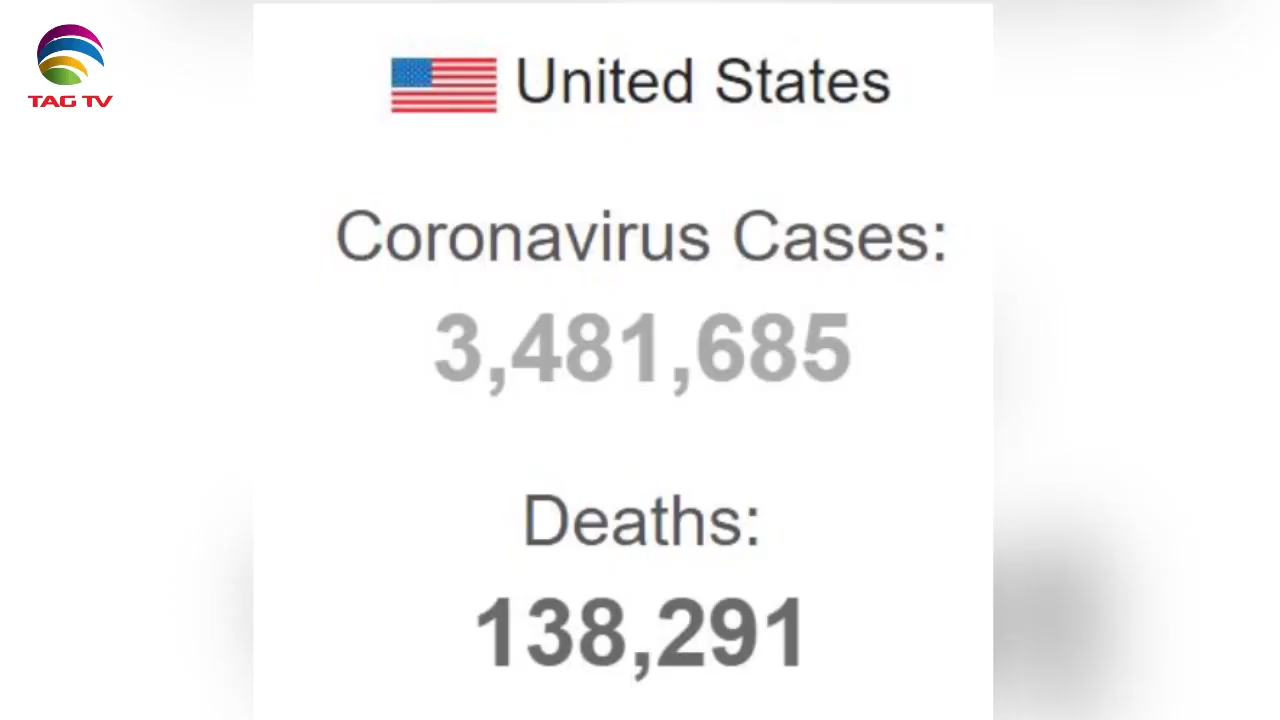 TAG TV
United States
Coronavirus Cases:
3,481,685
Deaths:
138,291